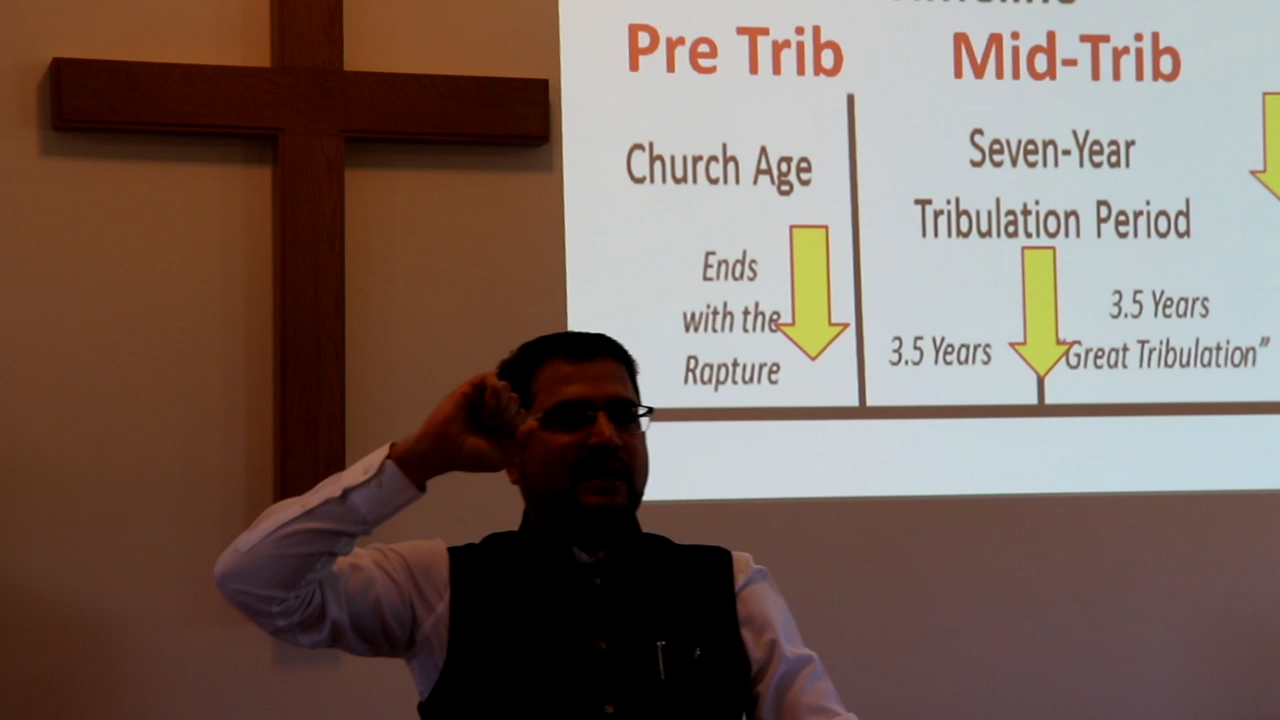 Pre Trib
Mid-Trib
Church Age
Seven-Year
Tribulation Period
Ends
with the
Rapture
3.5 Years
3.5 Years
Great Tribulation”